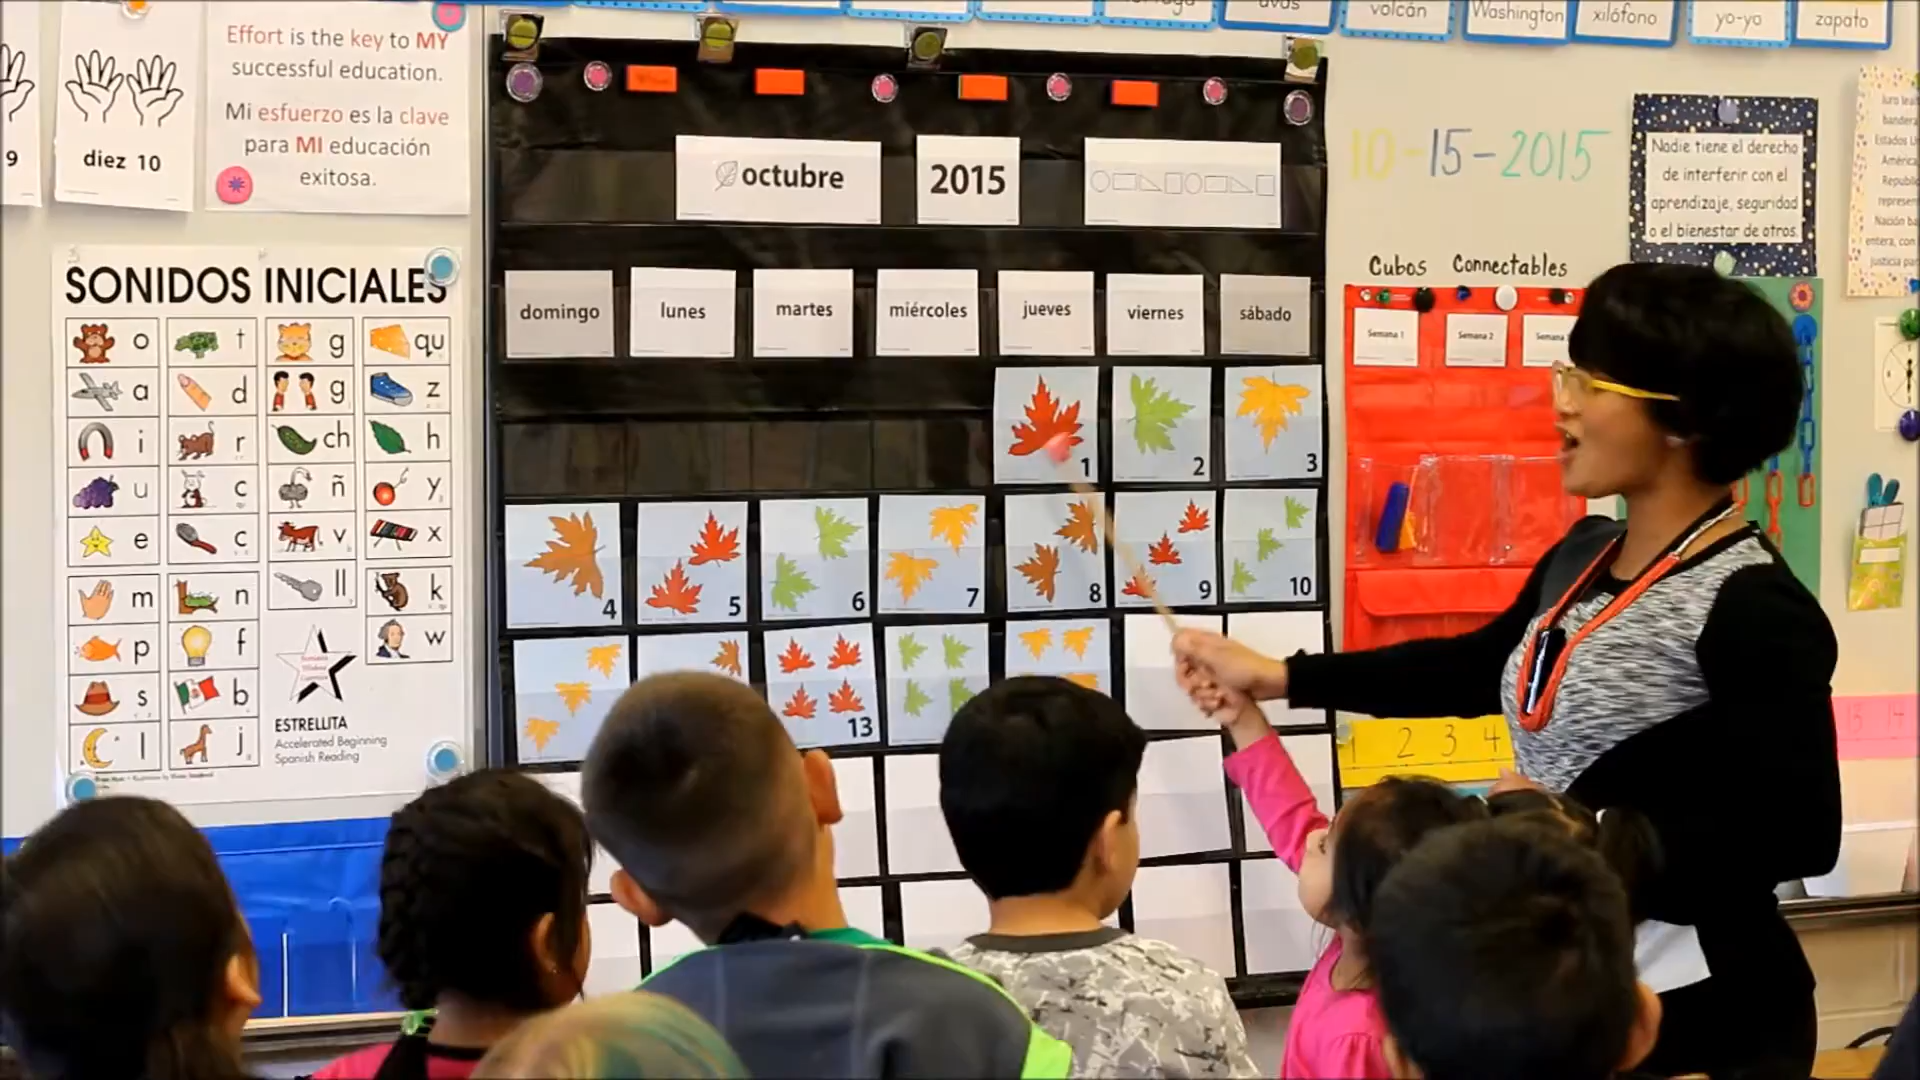 volcán
Washington
xilófono
yo-yo
zapato
9
diez 10
Effort is the key to MY
successful education.
Mi esfuerzo es la clave
para MI educación
exitosa.
octubre
2015
10-15-2015
Nadie tiene el derecho
de interferir con el
aprendizaje, seguridad
o el bienestar de otros.
SONIDOS INICIALES
o t g qu
a d g z
i r ch h
u c ñ y
e c v x
m n ll k
p f w
s b
l j
ESTRELLITA
Accelerated Beginning
Spanish Reading
domingo lunes martes miércoles jueves viernes sábado
1 2 3
4 5 6 7 8 9 10
13
Cubos Connectables
Semana 1
Semana 2
1 2 3 4
13 14